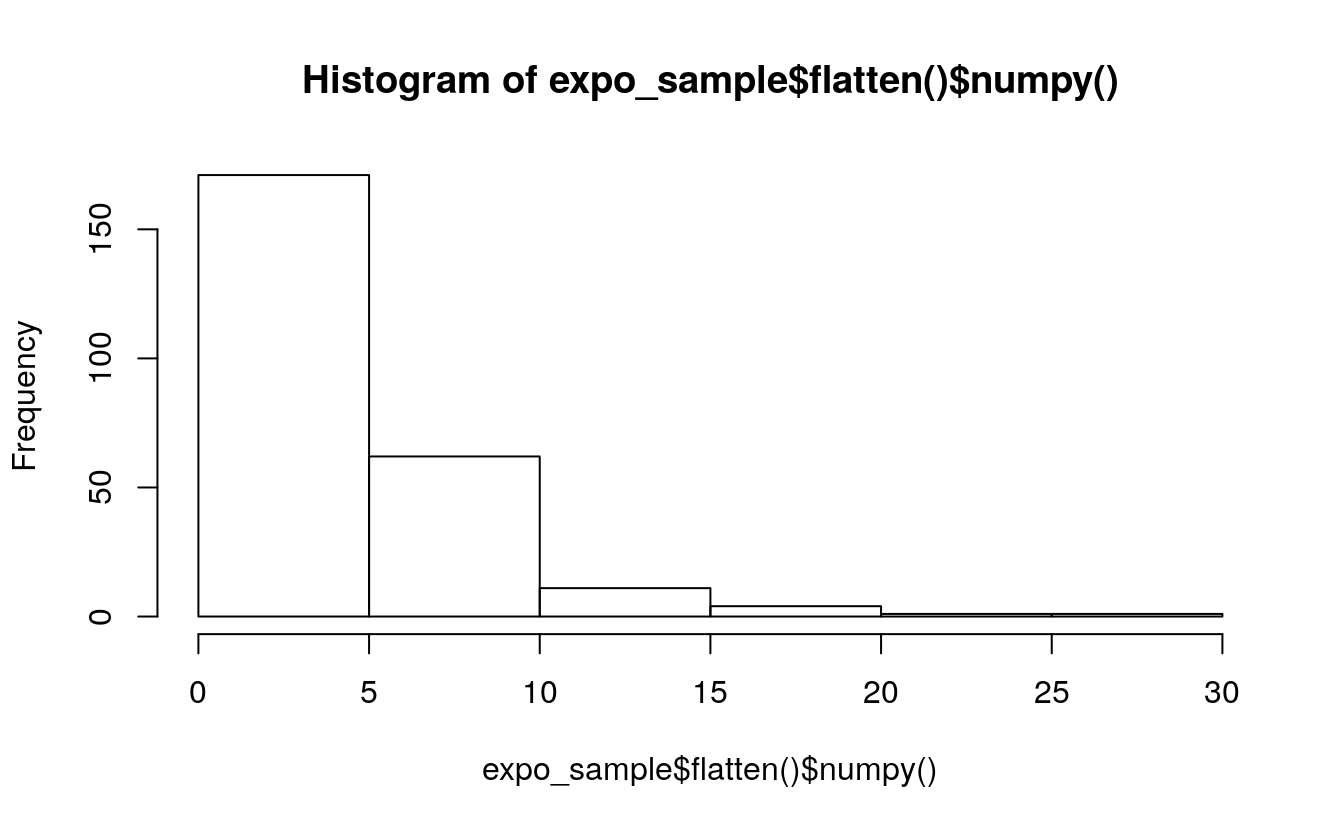 Histogram of expo_sample$flatten()$numpy()
Frequency
150
100
50
0
0 5 10 15 20 25 30
expo_sample$flatten()$numpy()